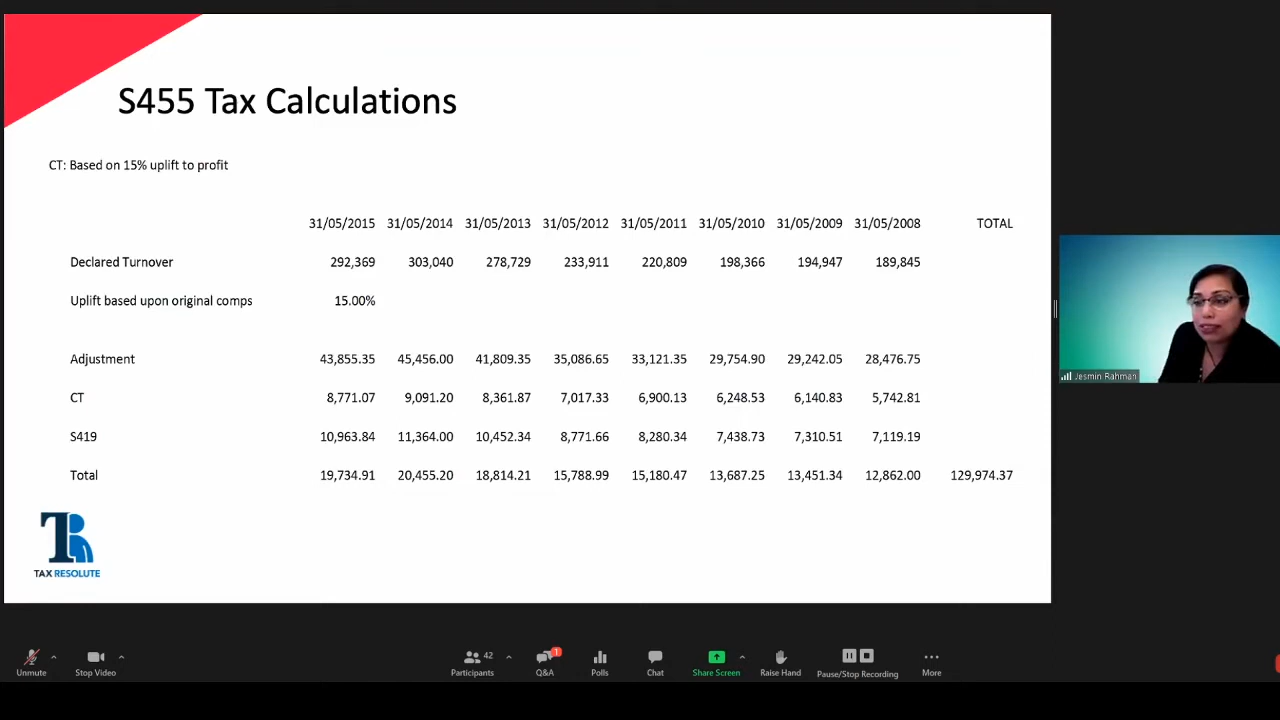 S455 Tax Calculations
CT: Based on 15% uplift to profit
31/05/2015 31/05/2014 31/05/2013 31/05/2012 31/05/2011 31/05/2010 31/05/2009 31/05/2008 TOTAL
Declared Turnover 292,369 303,040 278,729 233,911 220,809 198,366 194,947 189,845
Uplift based upon original comps 15.00%
Adjustment 43,855.35 45,456.00 41,809.35 35,086.65 33,121.35 29,754.90 29,242.05 28,476.75
CT 8,771.07 9,091.20 8,361.87 7,017.33 6,900.13 6,248.53 6,140.83 5,742.81
S419 10,963.84 11,364.00 10,452.34 8,771.66 8,280.34 7,438.73 7,310.51 7,119.19
Total 19,734.91 20,455.20 18,814.21 15,788.99 15,180.47 13,687.25 13,451.34 12,862.00 129,974.37
TR
TAX RESOLUTE
Jesmin Rahman
42 1
Unmute Stop Video Participants Q&A Polls Chat Share Screen Raise Hand Pause/Stop Recording More